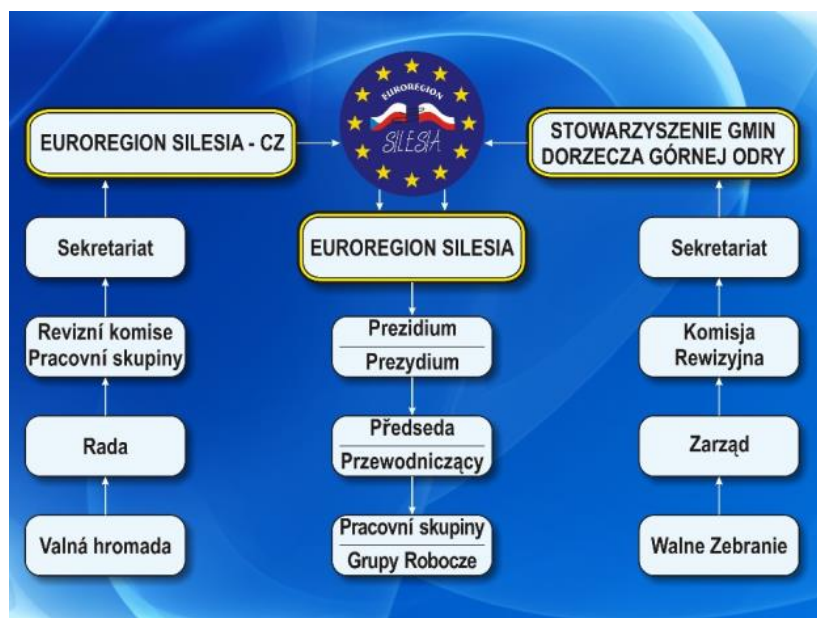 EUROREGION SILESIA - CZ
EUROREGION
SILESIA
STOWARZYSZENIE GMIN
DORZECZA GÓRNEJ ODRY
Sekretariat
EUROREGION SILESIA
Sekretariat
Revizní komise
Pracovní skupiny
Prezidium
Prezydium
Komisja
Rewizyjna
Rada
Předseda
Przewodniczący
Zarząd
Valná hromada
Pracovní skupiny
Grupy Robocze
Walne Zebranie